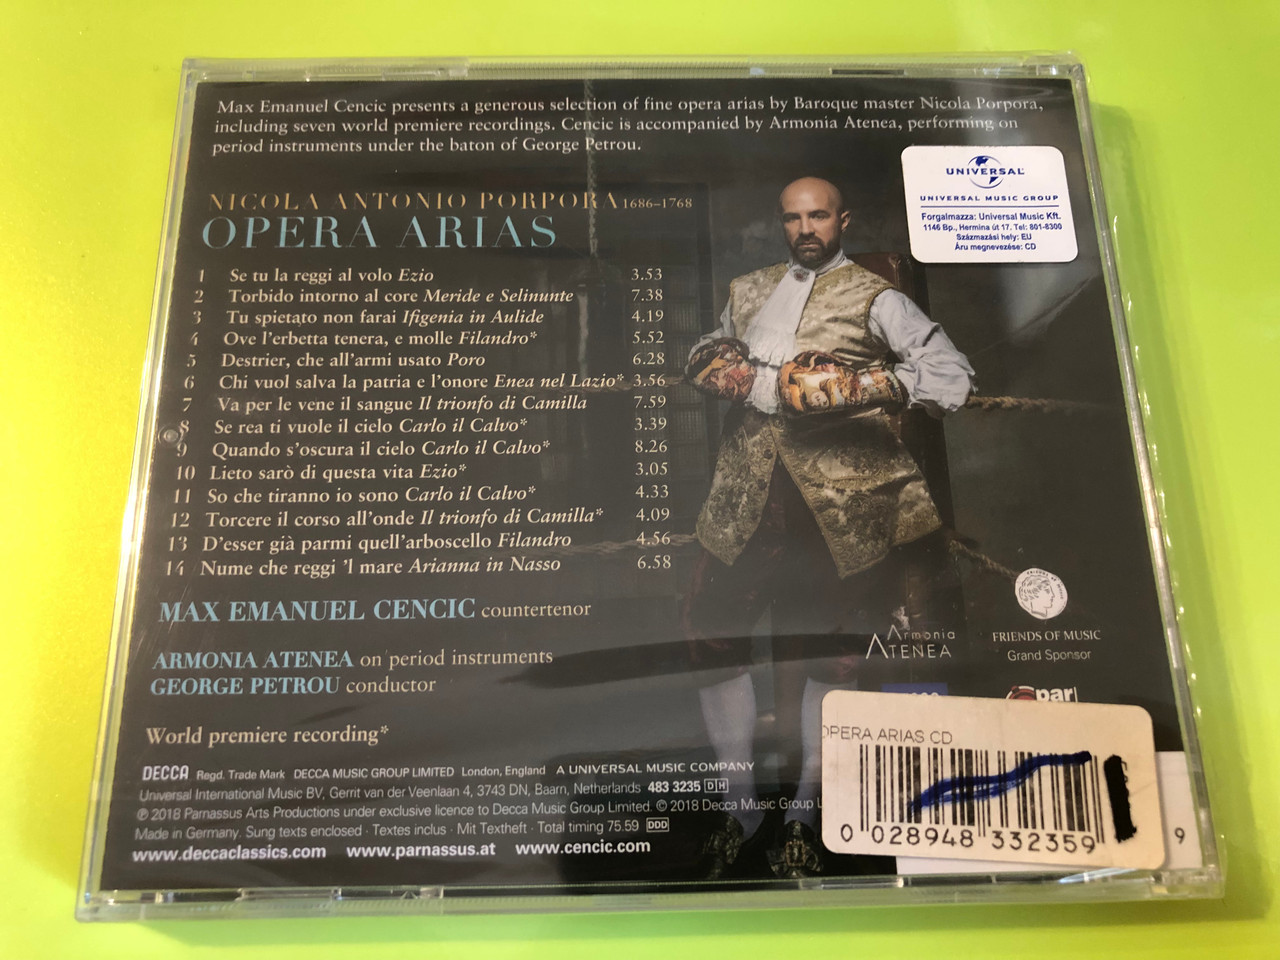 Max Emanuel Cencic presents a generous selection of fine opera arias by Baroque master Nicola Porpora,
including seven world premiere recordings. Cencic is accompanied by Armonia Atenea, performing on
period instruments under the baton of George Petrou.
UNIVERSAL
UNIVERSAL MUSIC GROUP
Forgalmazza: Universal Music Kft.
1146 Bp., Hermina út 17. Tel: 801-8300
Származási hely: EU
Áru megnevezése: CD
NICOLA ANTONIO PORPORA 1686–1768
OPERA ARIAS
1 Se tu la reggi al volo Ezio 3.53
2 Torbido intorno al core Meride e Selinunte 7.38
3 Tu spietato non farai Ifigenia in Aulide 4.19
4 Ove l'erbetta tenera, e molle Filandro* 5.52
5 Destrier, che all'armi usato Poro 6.28
6 Chi vuol salva la patria e l'onore Enea nel Lazio* 3.56
7 Va per le vene il sangue Il trionfo di Camilla 7.59
8 Se rea ti vuole il cielo Carlo il Calvo* 3.39
9 Quando s'oscura il cielo Carlo il Calvo* 8.26
10 Lieto sarò di questa vita Ezio* 3.05
11 So che tiranno io sono Carlo il Calvo* 4.33
12 Torcere il corso all'onde Il trionfo di Camilla* 4.09
13 D'esser già parmi quell'arboscello Filandro 4.56
14 Nume che reggi 'l mare Arianna in Nasso 6.58
MAX EMANUEL CENCIC countertenor
ARMONIA ATENEA on period instruments
GEORGE PETROU conductor
Armonia
ATENEA
FRIENDS OF MUSIC
Grand Sponsor
par
World premiere recording*
DECCA Regd. Trade Mark DECCA MUSIC GROUP LIMITED London, England A UNIVERSAL MUSIC COMPANY
Universal International Music BV, Gerrit van der Veenlaan 4, 3743 DN, Baarn, Netherlands 483 3235 DH
℗ 2018 Parnassus Arts Productions under exclusive licence to Decca Music Group Limited. © 2018 Decca Music Group L
Made in Germany. Sung texts enclosed · Textes inclus · Mit Textheft · Total timing 75.59 DDD
www.deccaclassics.com www.parnassus.at www.cencic.com
OPERA ARIAS CD
0 028948 332359
9